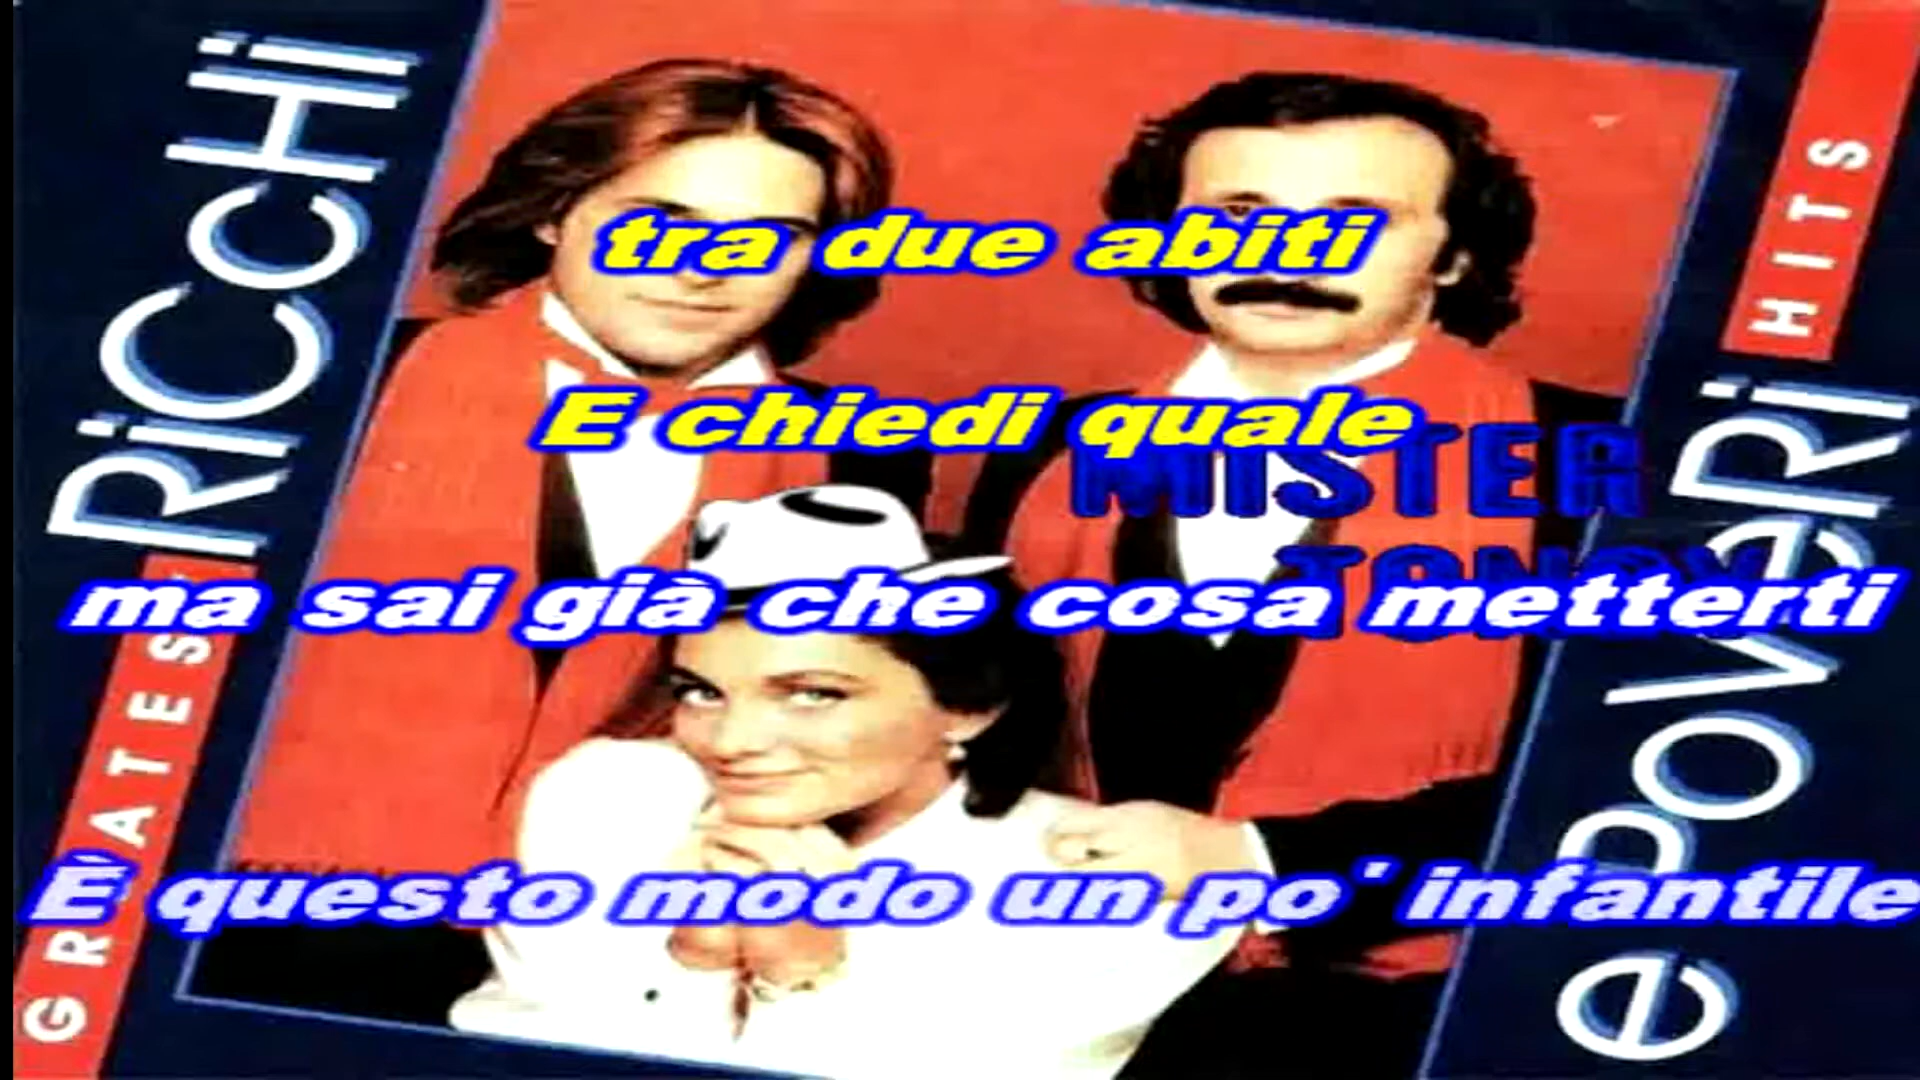 RiCcHi
e PoVeRi
GREATEST
HITS
tra due abiti
E chiedi quale
MISTER
TONGY
ma sai già che cosa metterti
E questo modo un po' infantile